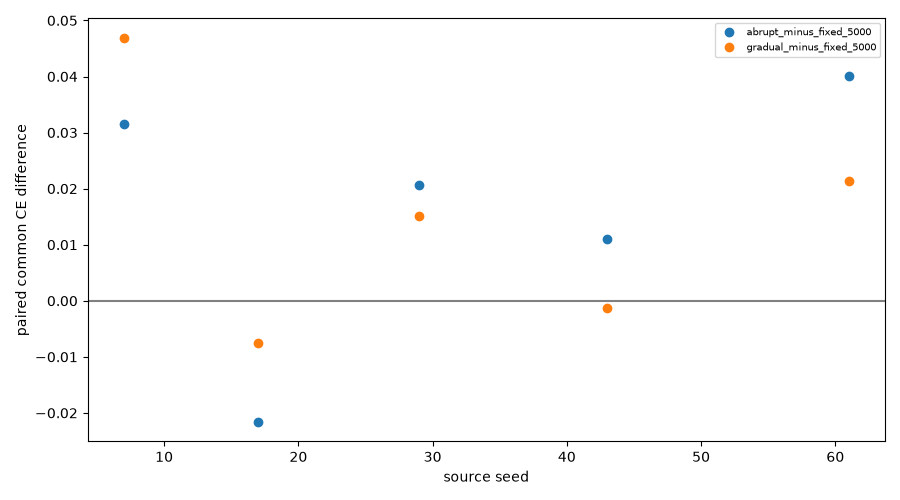 abrupt_minus_fixed_5000
gradual_minus_fixed_5000
0.05
0.04
0.03
0.02
0.01
0.00
−0.01
−0.02
paired common CE difference
10 20 30 40 50 60
source seed